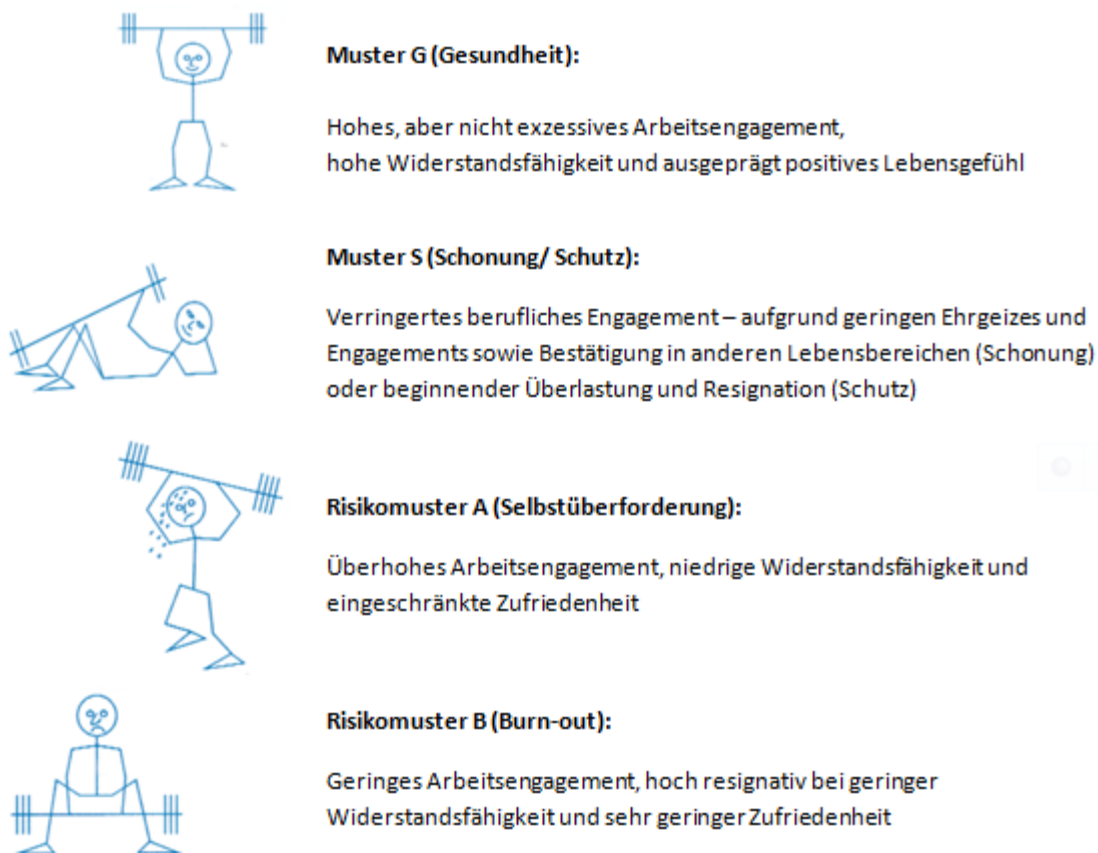 Muster G (Gesundheit):
Hohes, aber nicht exzessives Arbeitsengagement,
hohe Widerstandsfähigkeit und ausgeprägt positives Lebensgefühl
Muster S (Schonung/ Schutz):
Verringertes berufliches Engagement – aufgrund geringen Ehrgeizes und
Engagements sowie Bestätigung in anderen Lebensbereichen (Schonung)
oder beginnender Überlastung und Resignation (Schutz)
Risikomuster A (Selbstüberforderung):
Überhohes Arbeitsengagement, niedrige Widerstandsfähigkeit und
eingeschränkte Zufriedenheit
Risikomuster B (Burn-out):
Geringes Arbeitsengagement, hoch resignativ bei geringer
Widerstandsfähigkeit und sehr geringer Zufriedenheit